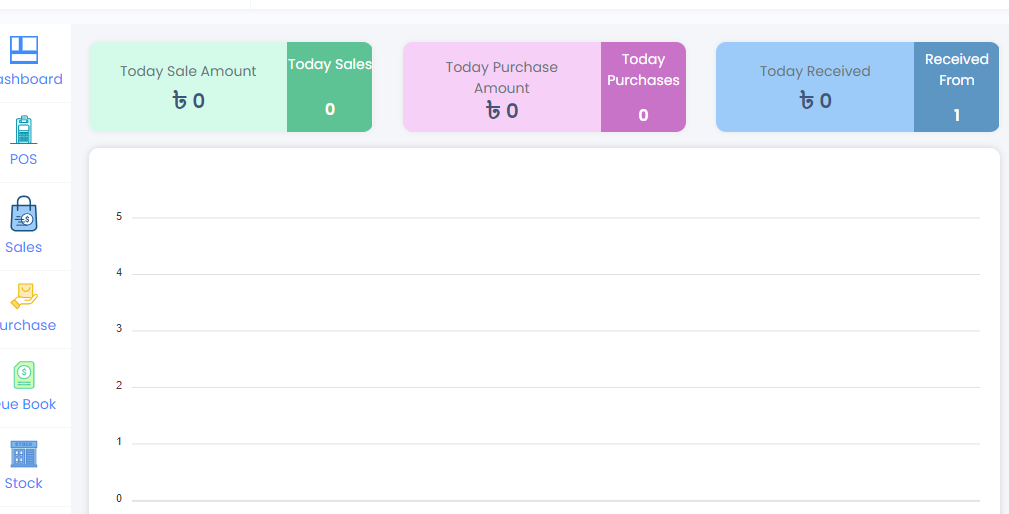 ashboard
POS
Sales
urchase
ue Book
Stock
Today Sale Amount
৳ 0
Today Sales
0
Today Purchase
Amount
৳ 0
Today
Purchases
0
Today Received
৳ 0
Received
From
1
5
4
3
2
1
0